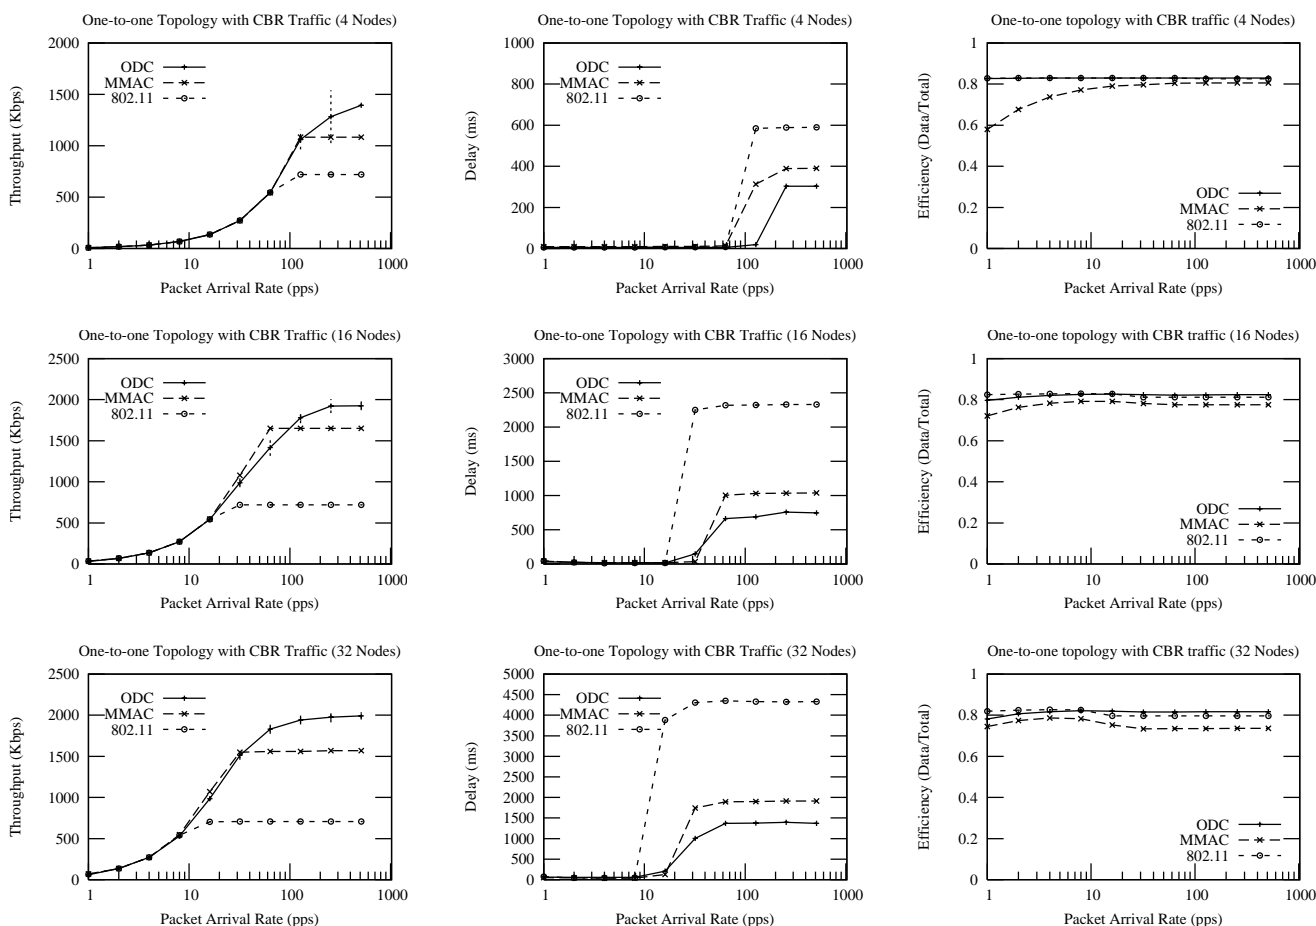 One-to-one Topology with CBR Traffic (4 Nodes)
2000
1500
1000
500
0
Throughput (Kbps)
ODC
MMAC
802.11
1
10
100
1000
Packet Arrival Rate (pps)
One-to-one Topology with CBR Traffic (4 Nodes)
1000
800
600
400
200
0
Delay (ms)
ODC
MMAC
802.11
1
10
100
1000
Packet Arrival Rate (pps)
One-to-one topology with CBR traffic (4 Nodes)
1
0.8
0.6
0.4
0.2
0
Efficiency (Data/Total)
ODC
MMAC
802.11
1
10
100
1000
Packet Arrival Rate (pps)
One-to-one Topology with CBR Traffic (16 Nodes)
2500
2000
1500
1000
500
0
Throughput (Kbps)
ODC
MMAC
802.11
1
10
100
1000
Packet Arrival Rate (pps)
One-to-one Topology with CBR Traffic (16 Nodes)
3000
2500
2000
1500
1000
500
0
Delay (ms)
ODC
MMAC
802.11
1
10
100
1000
Packet Arrival Rate (pps)
One-to-one topology with CBR traffic (16 Nodes)
1
0.8
0.6
0.4
0.2
0
Efficiency (Data/Total)
ODC
MMAC
802.11
1
10
100
1000
Packet Arrival Rate (pps)
One-to-one Topology with CBR Traffic (32 Nodes)
2500
2000
1500
1000
500
0
Throughput (Kbps)
ODC
MMAC
802.11
1
10
100
1000
Packet Arrival Rate (pps)
One-to-one Topology with CBR Traffic (32 Nodes)
5000
4500
4000
3500
3000
2500
2000
1500
1000
500
0
Delay (ms)
ODC
MMAC
802.11
1
10
100
1000
Packet Arrival Rate (pps)
One-to-one topology with CBR traffic (32 Nodes)
1
0.8
0.6
0.4
0.2
0
Efficiency (Data/Total)
ODC
MMAC
802.11
1
10
100
1000
Packet Arrival Rate (pps)